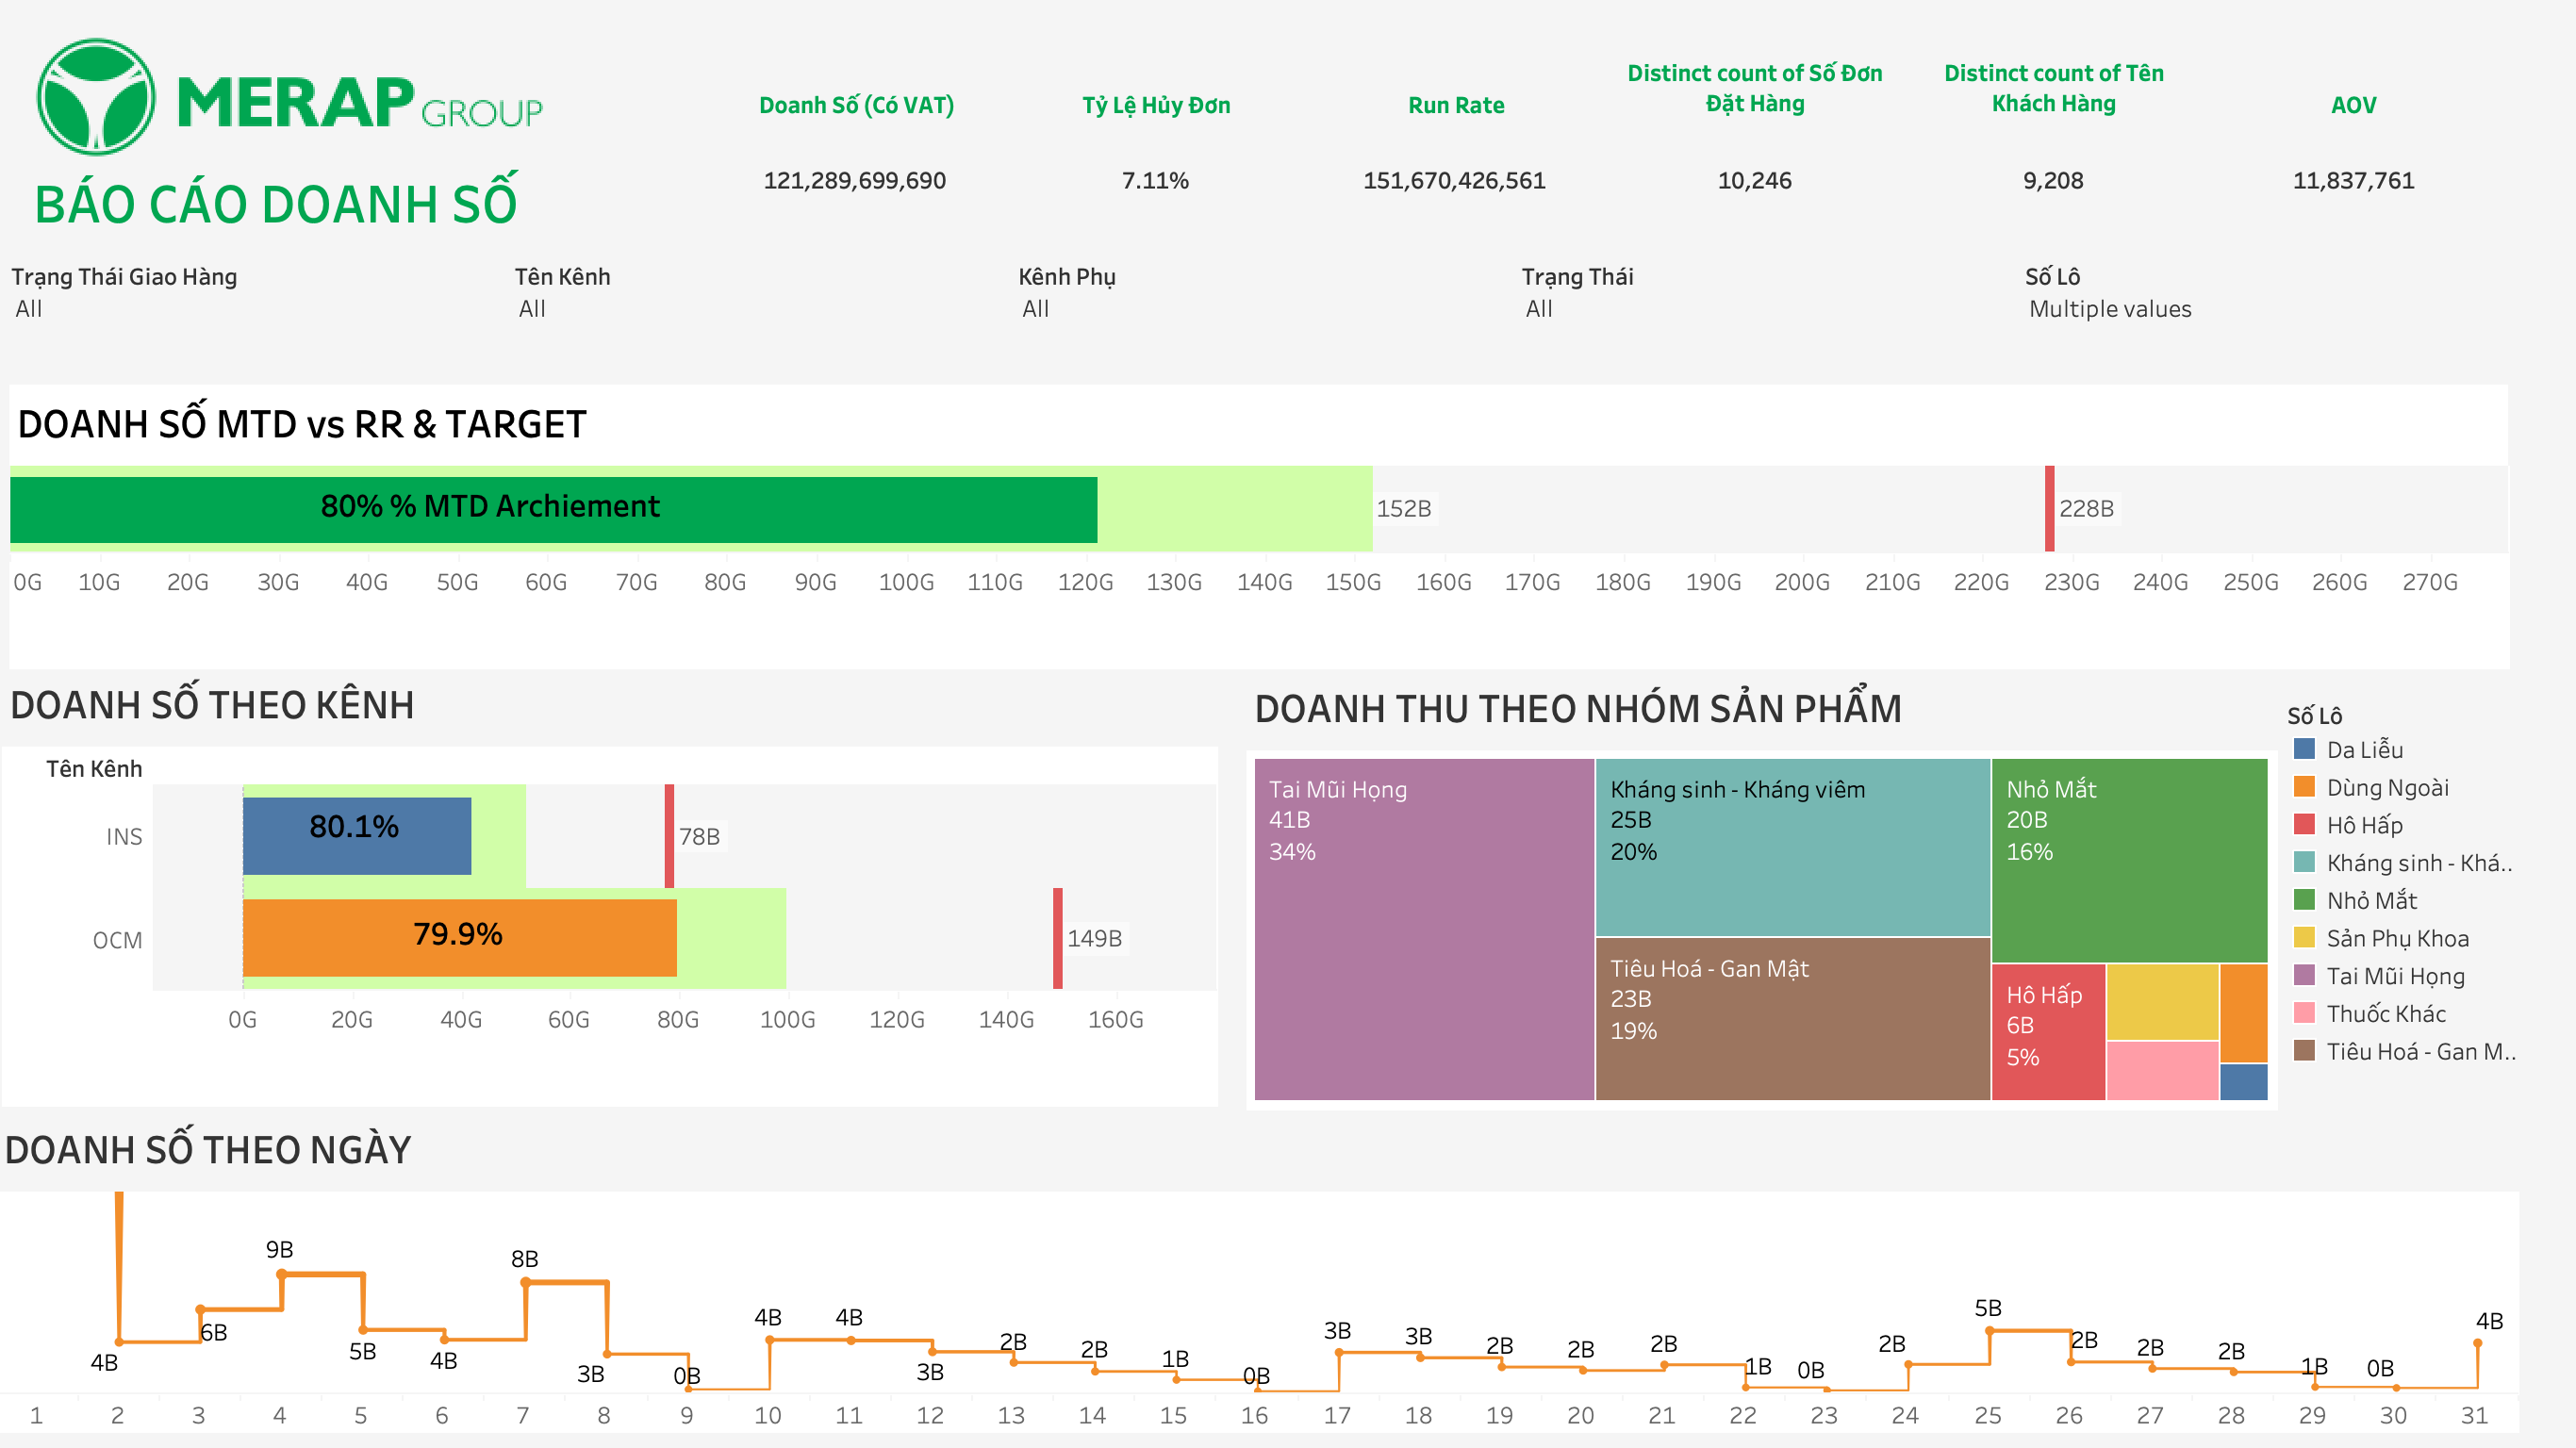 MERAP GROUP
BÁO CÁO DOANH SỐ
Doanh Số (Có VAT)
121,289,699,690
Tỷ Lệ Hủy Đơn
7.11%
Run Rate
151,670,426,561
Distinct count of Số Đơn
Đặt Hàng
10,246
Distinct count of Tên
Khách Hàng
9,208
AOV
11,837,761
Trạng Thái Giao Hàng
All
Tên Kênh
All
Kênh Phụ
All
Trạng Thái
All
Số Lô
Multiple values
DOANH SỐ MTD vs RR & TARGET
80% % MTD Archiement
152B
228B
0G 10G 20G 30G 40G 50G 60G 70G 80G 90G 100G 110G 120G 130G 140G 150G 160G 170G 180G 190G 200G 210G 220G 230G 240G 250G 260G 270G
DOANH SỐ THEO KÊNH
Tên Kênh
INS
80.1%
78B
OCM
79.9%
149B
0G 20G 40G 60G 80G 100G 120G 140G 160G
DOANH THU THEO NHÓM SẢN PHẨM
Tai Mũi Họng
41B
34%
Kháng sinh - Kháng viêm
25B
20%
Tiêu Hoá - Gan Mật
23B
19%
Nhỏ Mắt
20B
16%
Hô Hấp
6B
5%
Số Lô
Da Liễu
Dùng Ngoài
Hô Hấp
Kháng sinh - Khá..
Nhỏ Mắt
Sản Phụ Khoa
Tai Mũi Họng
Thuốc Khác
Tiêu Hoá - Gan M..
DOANH SỐ THEO NGÀY
4B 6B 9B 5B 4B 8B 3B 0B 4B 4B 3B 2B 2B 1B 0B 3B 3B 2B 2B 2B 1B 0B 2B 5B 2B 2B 2B 1B 0B 4B
1 2 3 4 5 6 7 8 9 10 11 12 13 14 15 16 17 18 19 20 21 22 23 24 25 26 27 28 29 30 31